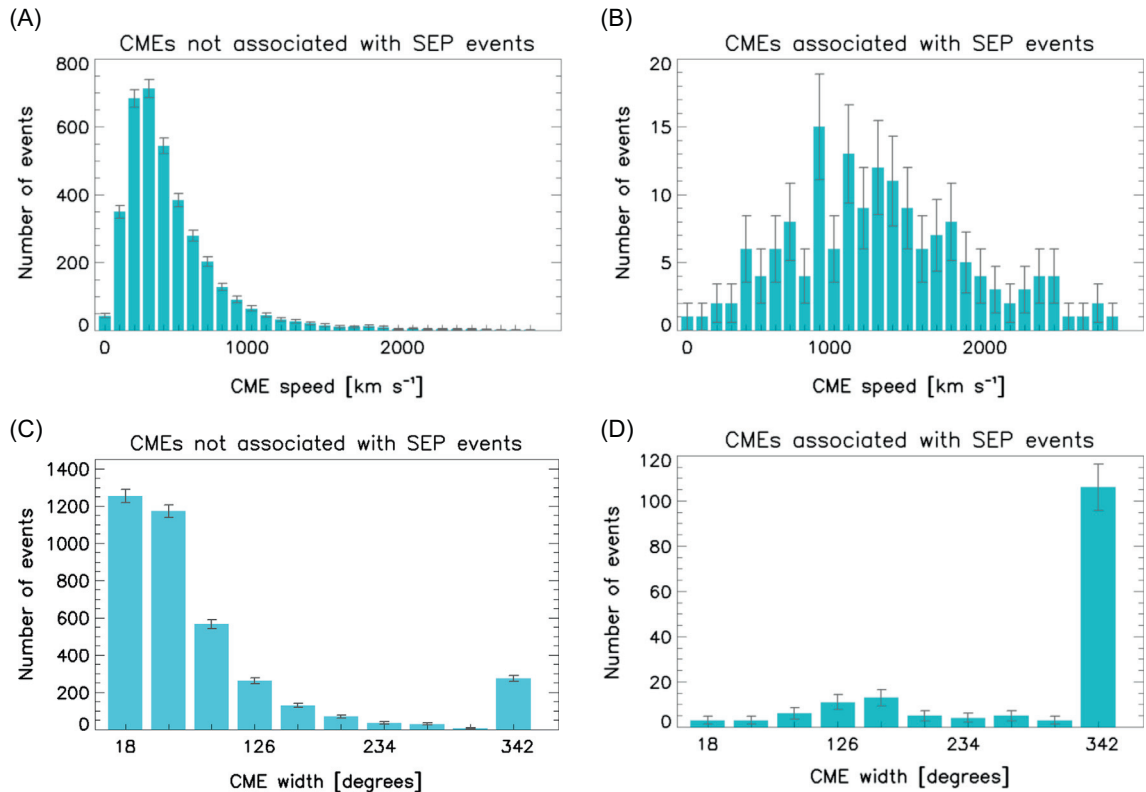 (A)
CMEs not associated with SEP events
800
600
400
200
0
Number of events
0 1000 2000
CME speed [km s⁻¹]
(B)
CMEs associated with SEP events
20
15
10
5
0
Number of events
0 1000 2000
CME speed [km s⁻¹]
(C)
CMEs not associated with SEP events
1400
1200
1000
800
600
400
200
0
Number of events
18 126 234 342
CME width [degrees]
(D)
CMEs associated with SEP events
120
100
80
60
40
20
0
Number of events
18 126 234 342
CME width [degrees]